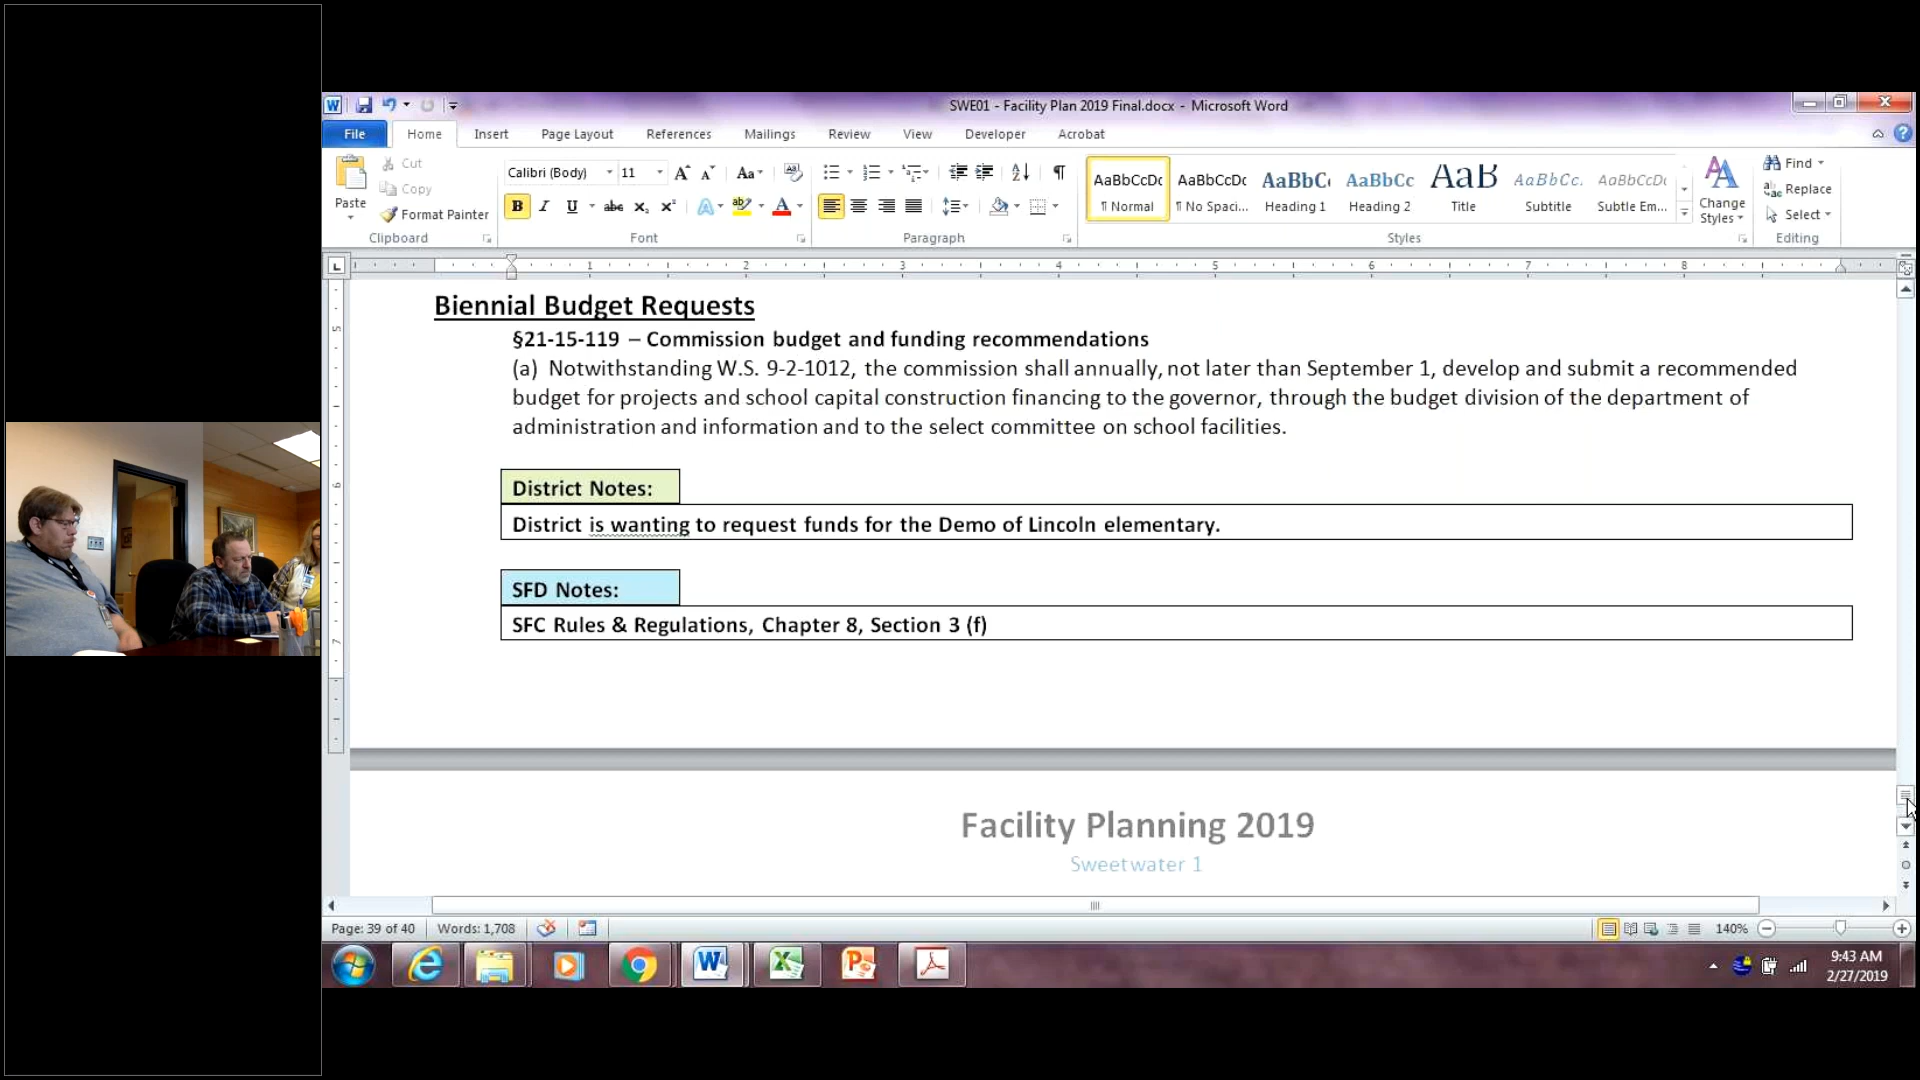 SWE01 - Facility Plan 2019 Final.docx - Microsoft Word
File Home Insert Page Layout References Mailings Review View Developer Acrobat
Cut
Copy
Format Painter
Paste
Clipboard
Calibri (Body) 11
Font
Paragraph
AaBbCcDc AaBbCcDc AaBbC AaBbCc AaB AaBbCc. AaBbCcDc
¶ Normal ¶ No Spaci... Heading 1 Heading 2 Title Subtitle Subtle Em...
Change Styles
Styles
Find
Replace
Select
Editing
1 2 3 4 5 6 7 8
Biennial Budget Requests
§21-15-119 – Commission budget and funding recommendations
(a) Notwithstanding W.S. 9-2-1012, the commission shall annually, not later than September 1, develop and submit a recommended
budget for projects and school capital construction financing to the governor, through the budget division of the department of
administration and information and to the select committee on school facilities.
District Notes:
District is wanting to request funds for the Demo of Lincoln elementary.
SFD Notes:
SFC Rules & Regulations, Chapter 8, Section 3 (f)
Facility Planning 2019
Sweetwater 1
Page: 39 of 40 Words: 1,708 140%
9:43 AM
2/27/2019